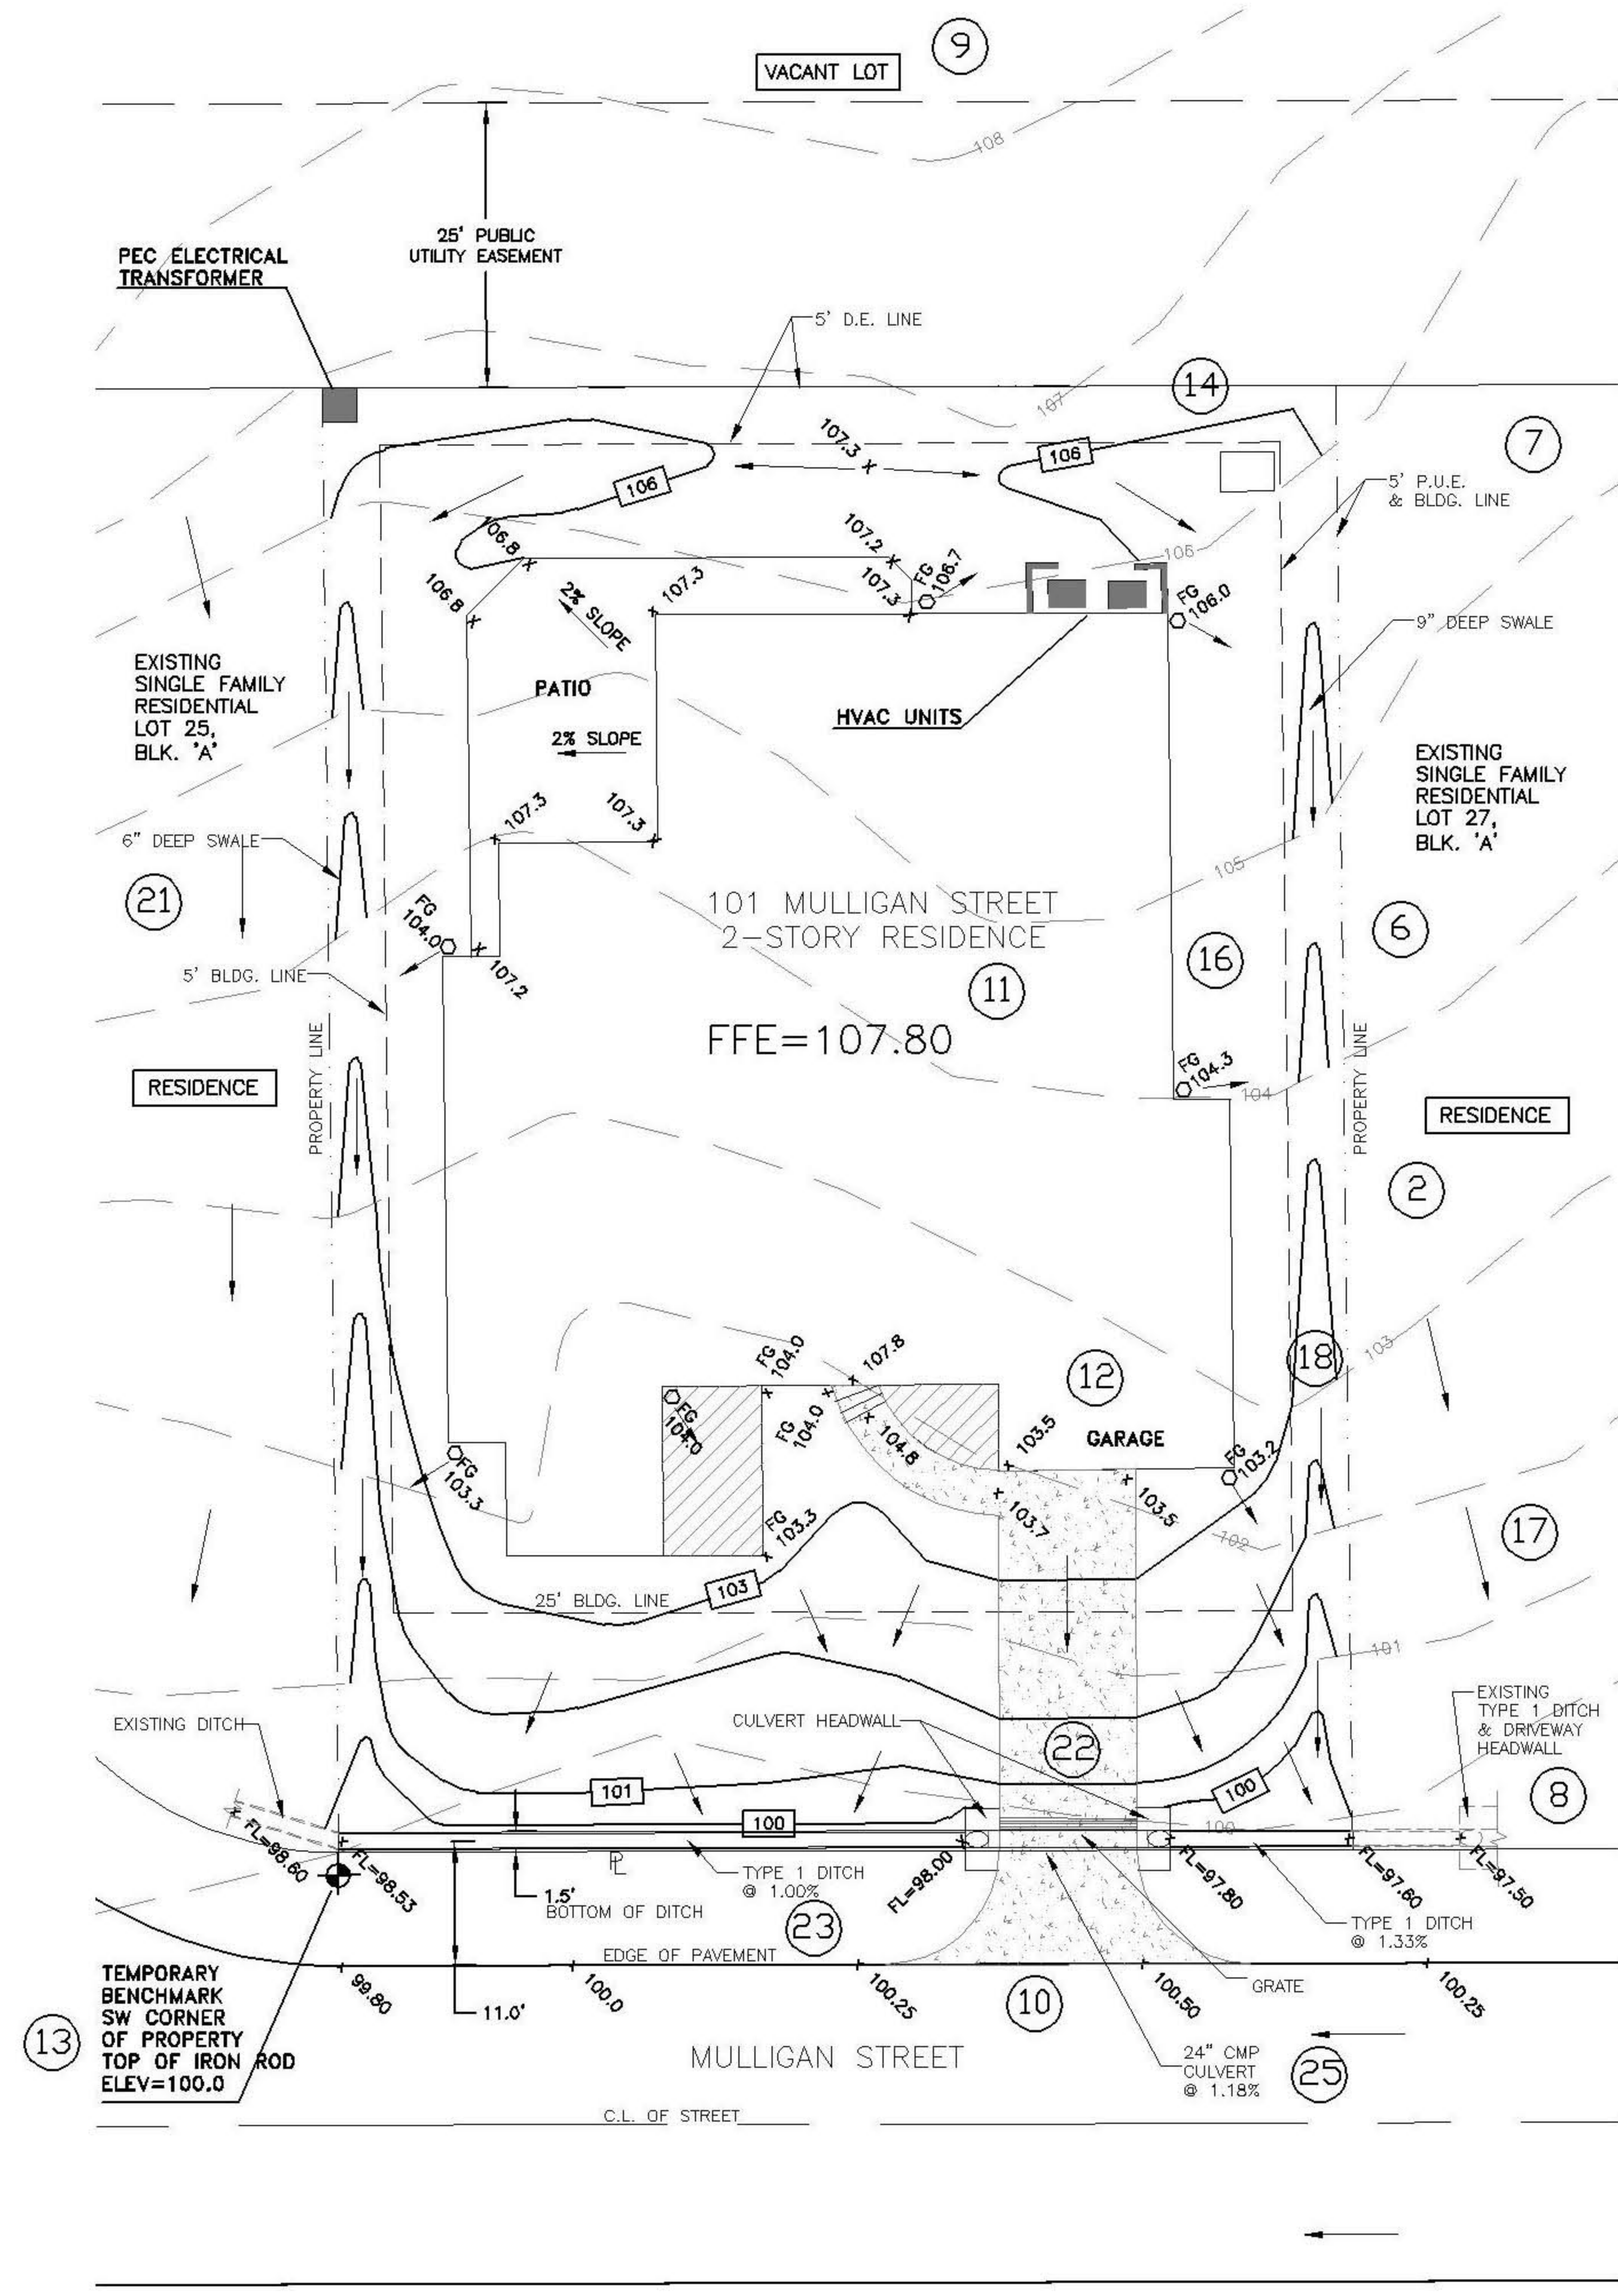 9
VACANT LOT
108
25' PUBLIC
UTILITY EASEMENT
PEC ELECTRICAL
TRANSFORMER
5' D.E. LINE
14
107
107.3
106
7
106
5' P.U.E.
& BLDG. LINE
106.8
107.2
106
FG
106.7
107.3
106.8
2% SLOPE
107.3
FG
106.0
9" DEEP SWALE
EXISTING
SINGLE FAMILY
RESIDENTIAL
LOT 25,
BLK. 'A'
PATIO
HVAC UNITS
2% SLOPE
EXISTING
SINGLE FAMILY
RESIDENTIAL
LOT 27,
BLK. 'A'
107.3
107.3
6" DEEP SWALE
105
21
FG
104.0
101 MULLIGAN STREET
2-STORY RESIDENCE
6
16
5' BLDG. LINE
107.2
11
FFE=107.80
PROPERTY LINE
PROPERTY LINE
RESIDENCE
FG
104.3
104
RESIDENCE
2
FG
104.0
107.8
12
18
103
FG
104.0
FG
104.0
104.8
103.5
GARAGE
FG
103.2
FG
103.3
103.7
103.5
FG
103.3
102
17
25' BLDG. LINE
103
101
EXISTING DITCH
CULVERT HEADWALL
22
EXISTING
TYPE 1 DITCH
& DRIVEWAY
HEADWALL
101
100
100
100
8
FL=98.60
FL=98.53
PL
TYPE 1 DITCH
@ 1.00%
FL=98.00
FL=97.80
FL=97.60
FL=97.50
1.5'
BOTTOM OF DITCH
23
TYPE 1 DITCH
@ 1.33%
EDGE OF PAVEMENT
99.80
100.0
100.25
100.50
100.25
GRATE
TEMPORARY
BENCHMARK
SW CORNER
OF PROPERTY
TOP OF IRON ROD
ELEV=100.0
13
11.0'
10
MULLIGAN STREET
24" CMP
CULVERT
@ 1.18%
25
C.L. OF STREET